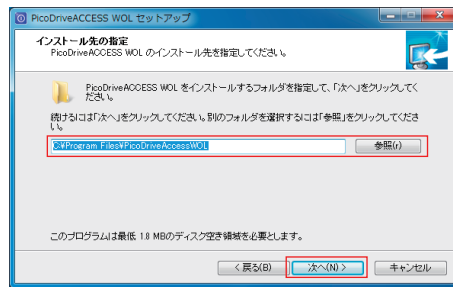 PicoDriveACCESS WOL セットアップ
インストール先の指定
PicoDriveACCESS WOL のインストール先を指定してください。
PicoDriveACCESS WOL をインストールするフォルダを指定して、「次へ」をクリックしてく
ださい。
続けるには「次へ」をクリックしてください。別のフォルダを選択するには「参照」をクリックしてくださ
い。
C:¥Program Files¥PicoDriveAccessWOL
参照(r)
このプログラムは最低 1.8 MBのディスク空き領域を必要とします。
< 戻る(B)
次へ(N) >
キャンセル